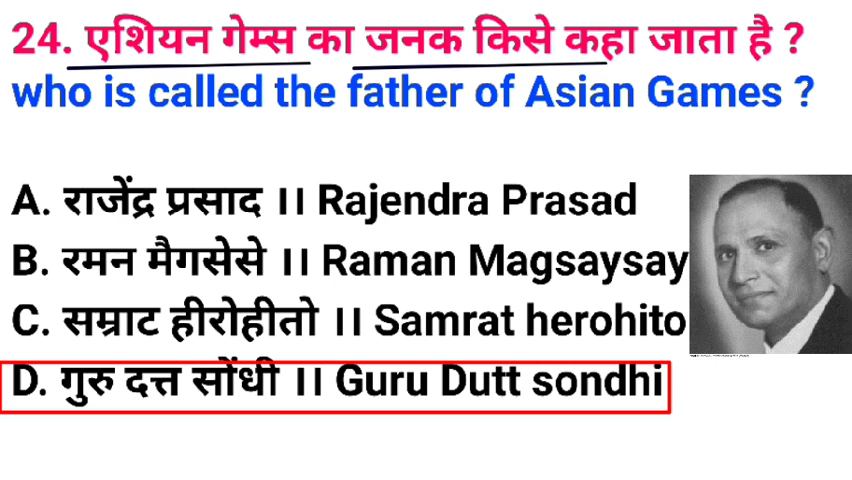 24. एशियन गेम्स का जनक किसे कहा जाता है ?
who is called the father of Asian Games ?
A. राजेंद्र प्रसाद ।। Rajendra Prasad
B. रमन मैगसेसे ।। Raman Magsaysay
C. सम्राट हीरोहीतो ।। Samrat herohito
D. गुरु दत्त सोंधी ।। Guru Dutt sondhi